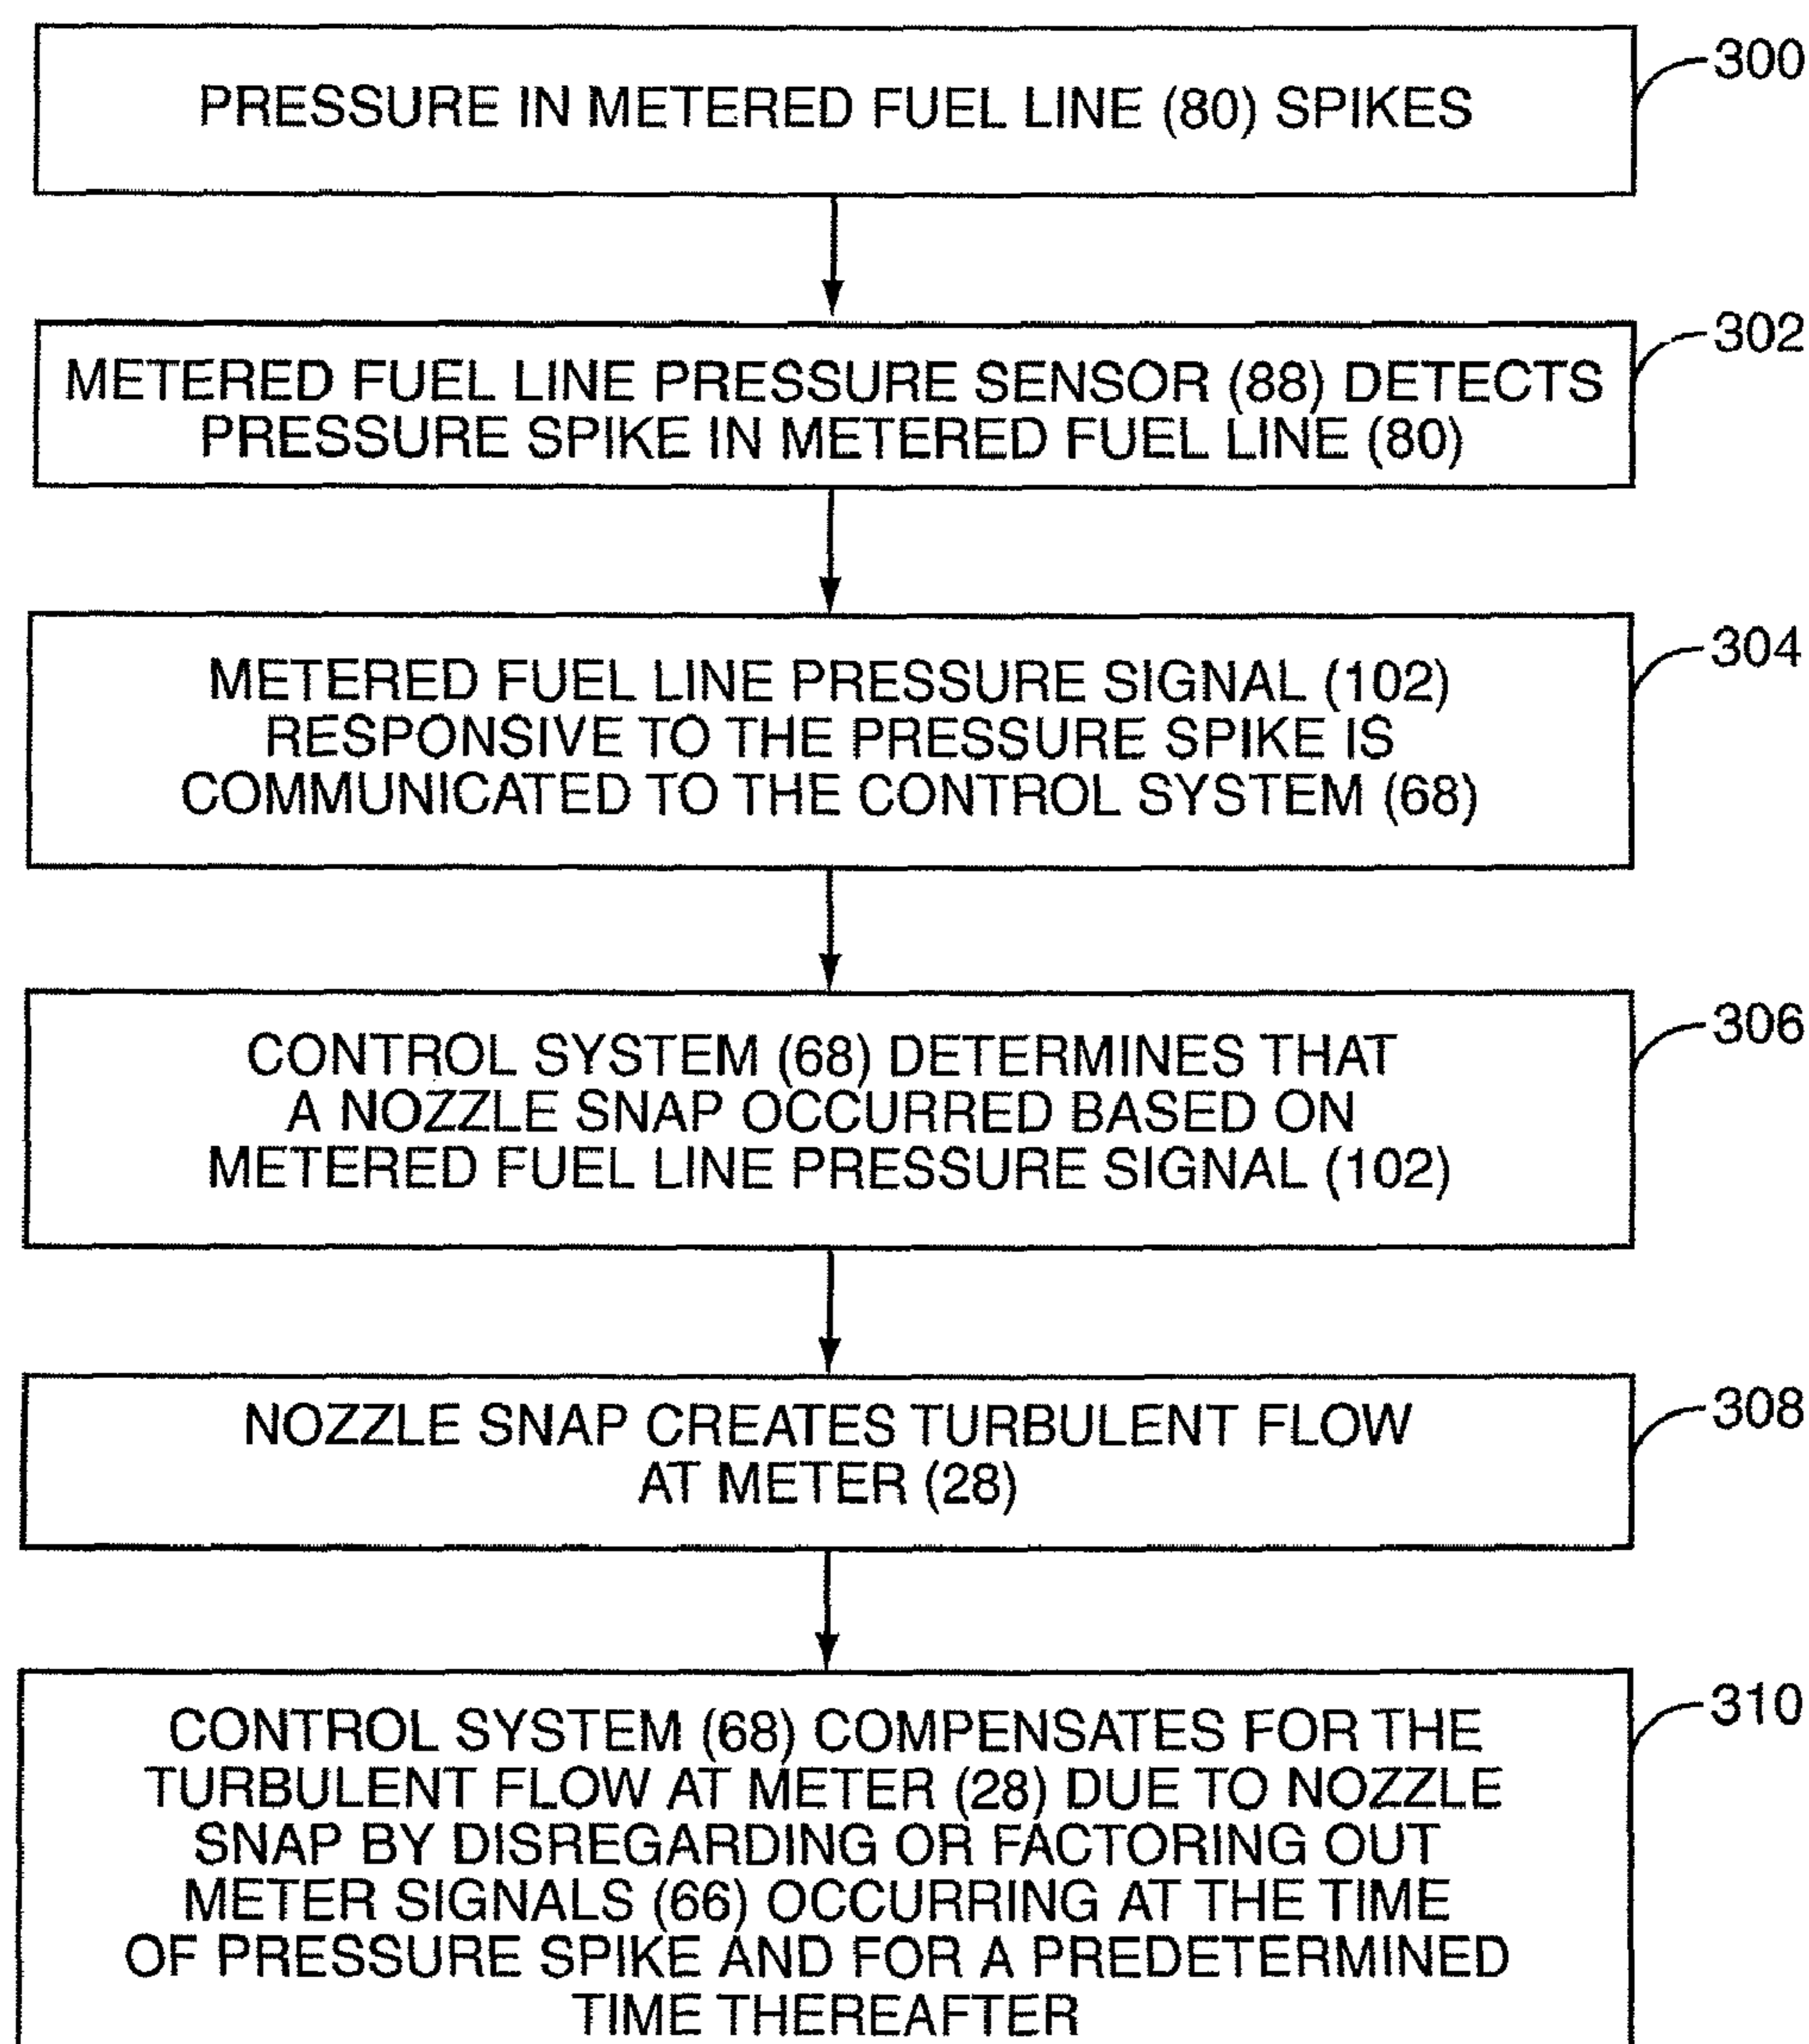 PRESSURE IN METERED FUEL LINE (80) SPIKES
300
METERED FUEL LINE PRESSURE SENSOR (88) DETECTS
PRESSURE SPIKE IN METERED FUEL LINE (80)
302
METERED FUEL LINE PRESSURE SIGNAL (102)
RESPONSIVE TO THE PRESSURE SPIKE IS
COMMUNICATED TO THE CONTROL SYSTEM (68)
304
CONTROL SYSTEM (68) DETERMINES THAT
A NOZZLE SNAP OCCURRED BASED ON
METERED FUEL LINE PRESSURE SIGNAL (102)
306
NOZZLE SNAP CREATES TURBULENT FLOW
AT METER (28)
308
CONTROL SYSTEM (68) COMPENSATES FOR THE
TURBULENT FLOW AT METER (28) DUE TO NOZZLE
SNAP BY DISREGARDING OR FACTORING OUT
METER SIGNALS (66) OCCURRING AT THE TIME
OF PRESSURE SPIKE AND FOR A PREDETERMINED
TIME THEREAFTER
310